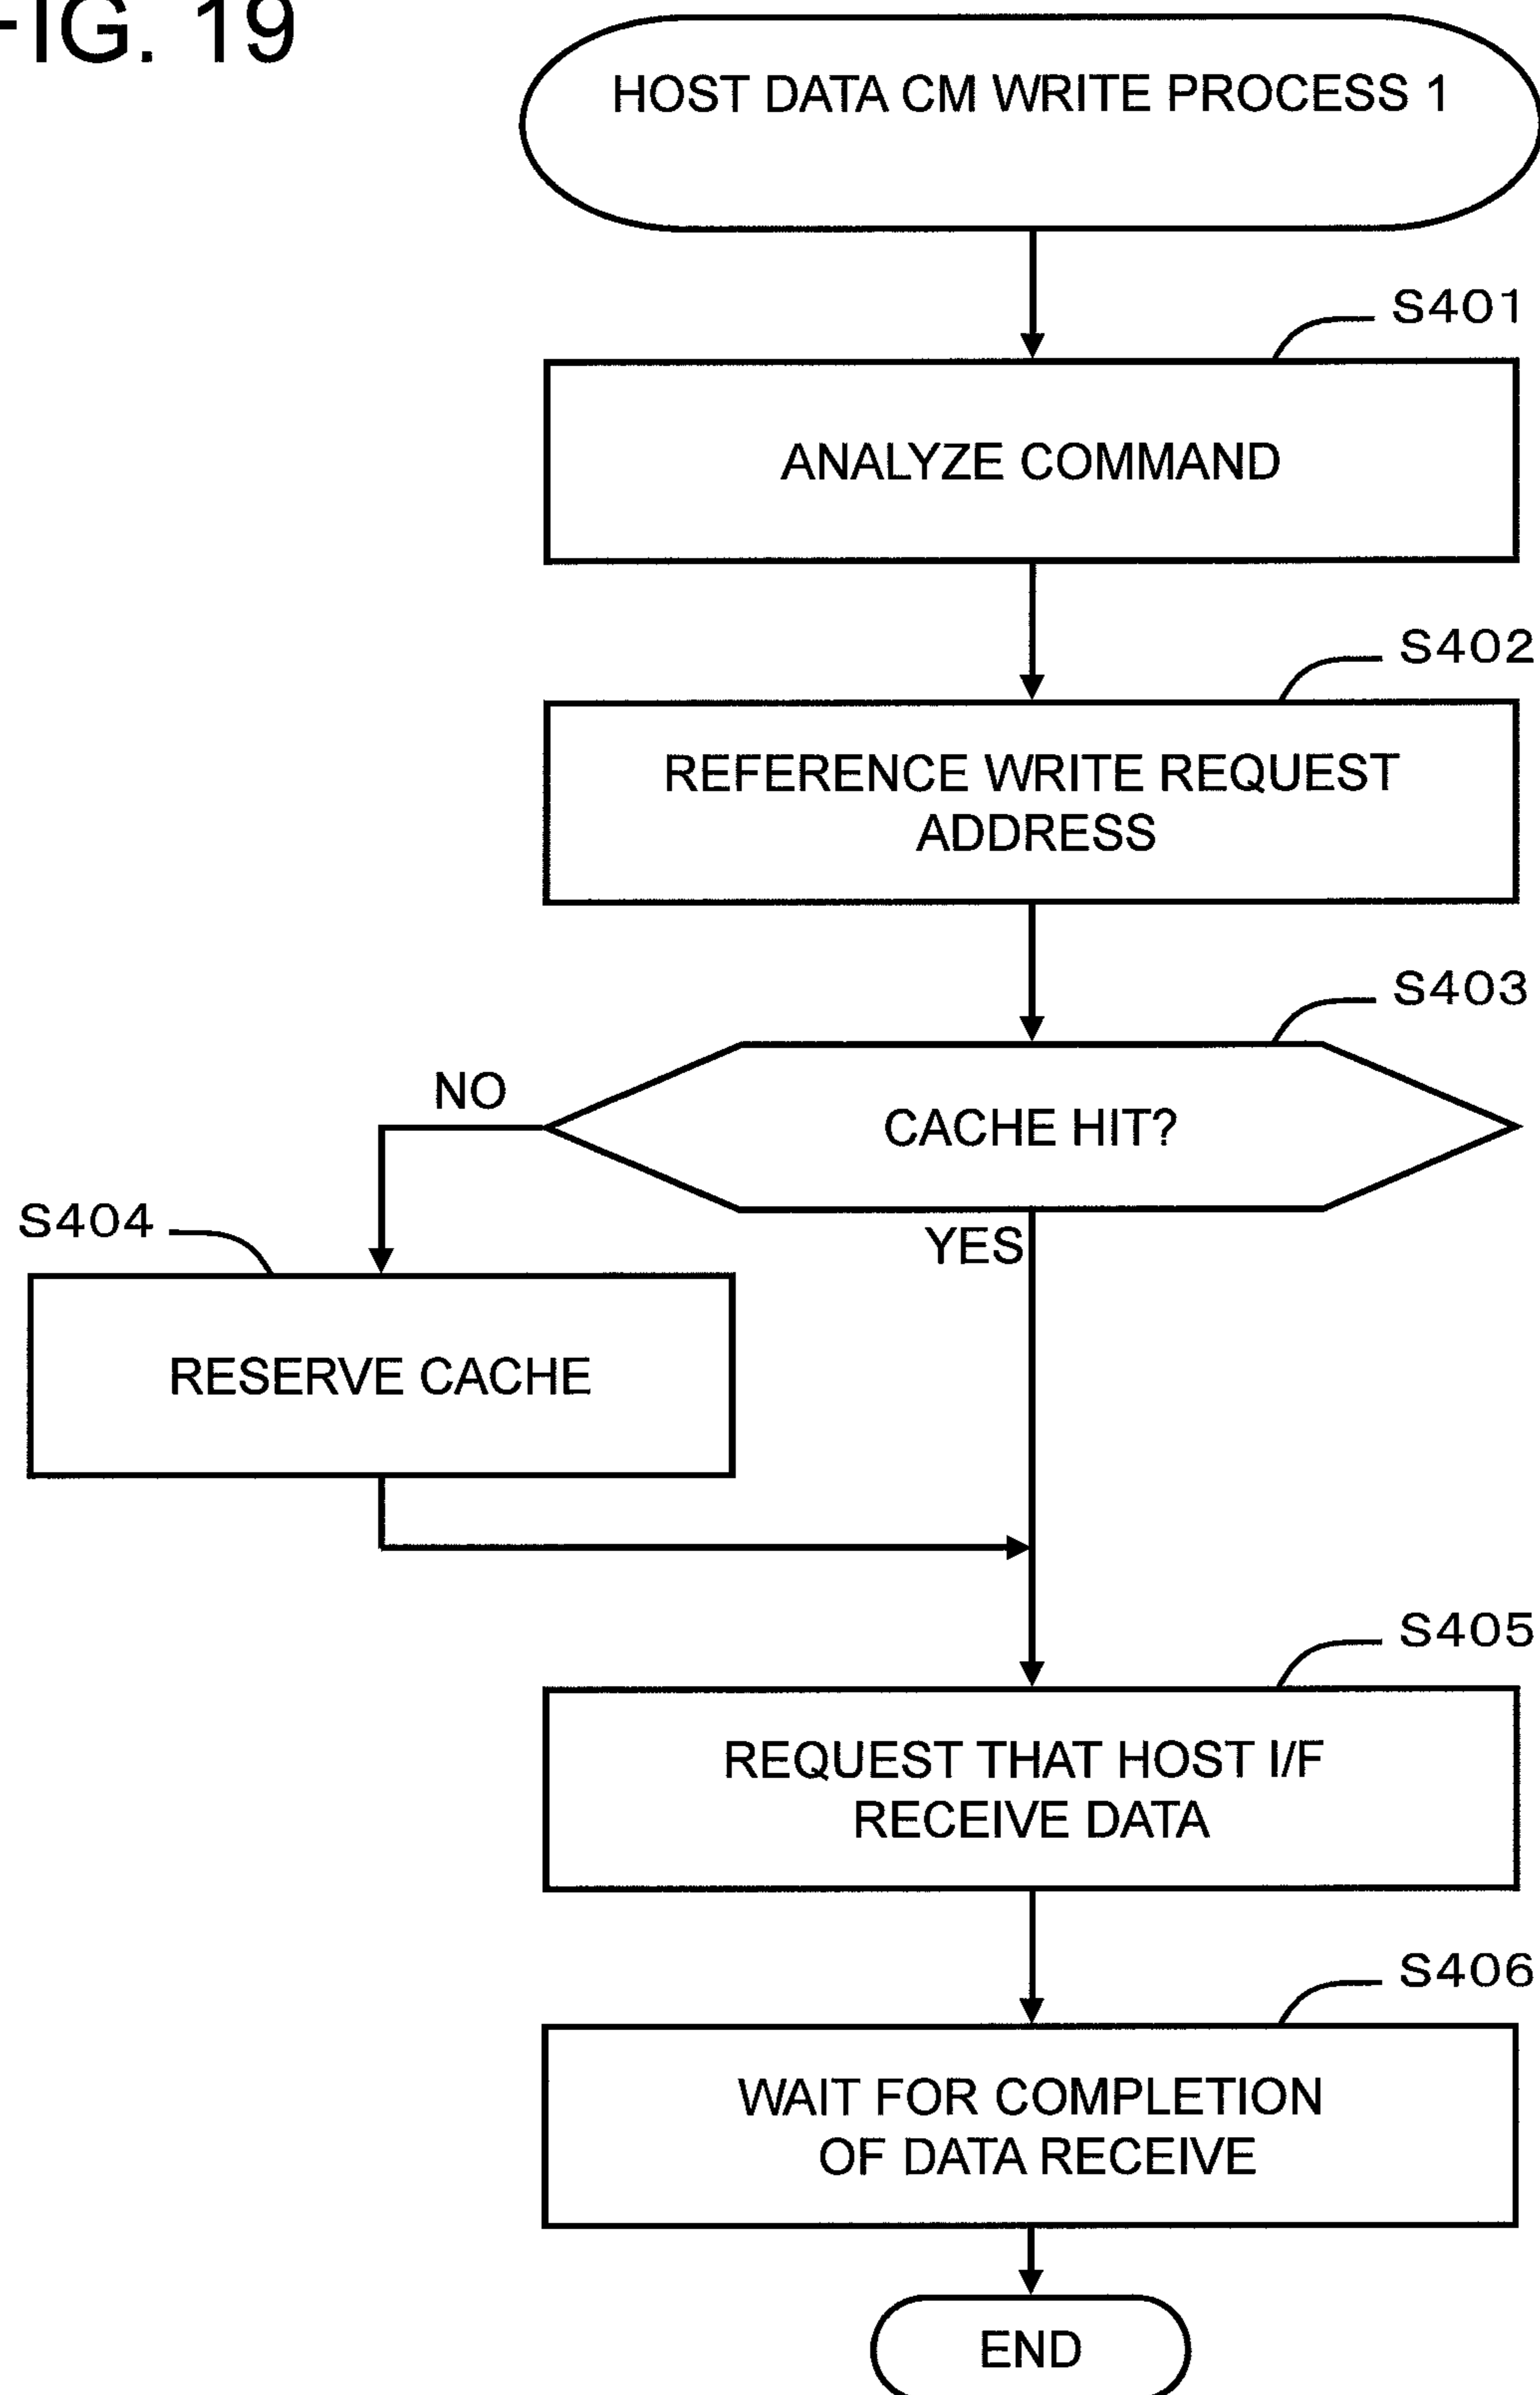 FIG. 19
HOST DATA CM WRITE PROCESS 1
S401
ANALYZE COMMAND
S402
REFERENCE WRITE REQUEST
ADDRESS
S403
NO
CACHE HIT?
S404
YES
RESERVE CACHE
S405
REQUEST THAT HOST I/F
RECEIVE DATA
S406
WAIT FOR COMPLETION
OF DATA RECEIVE
END